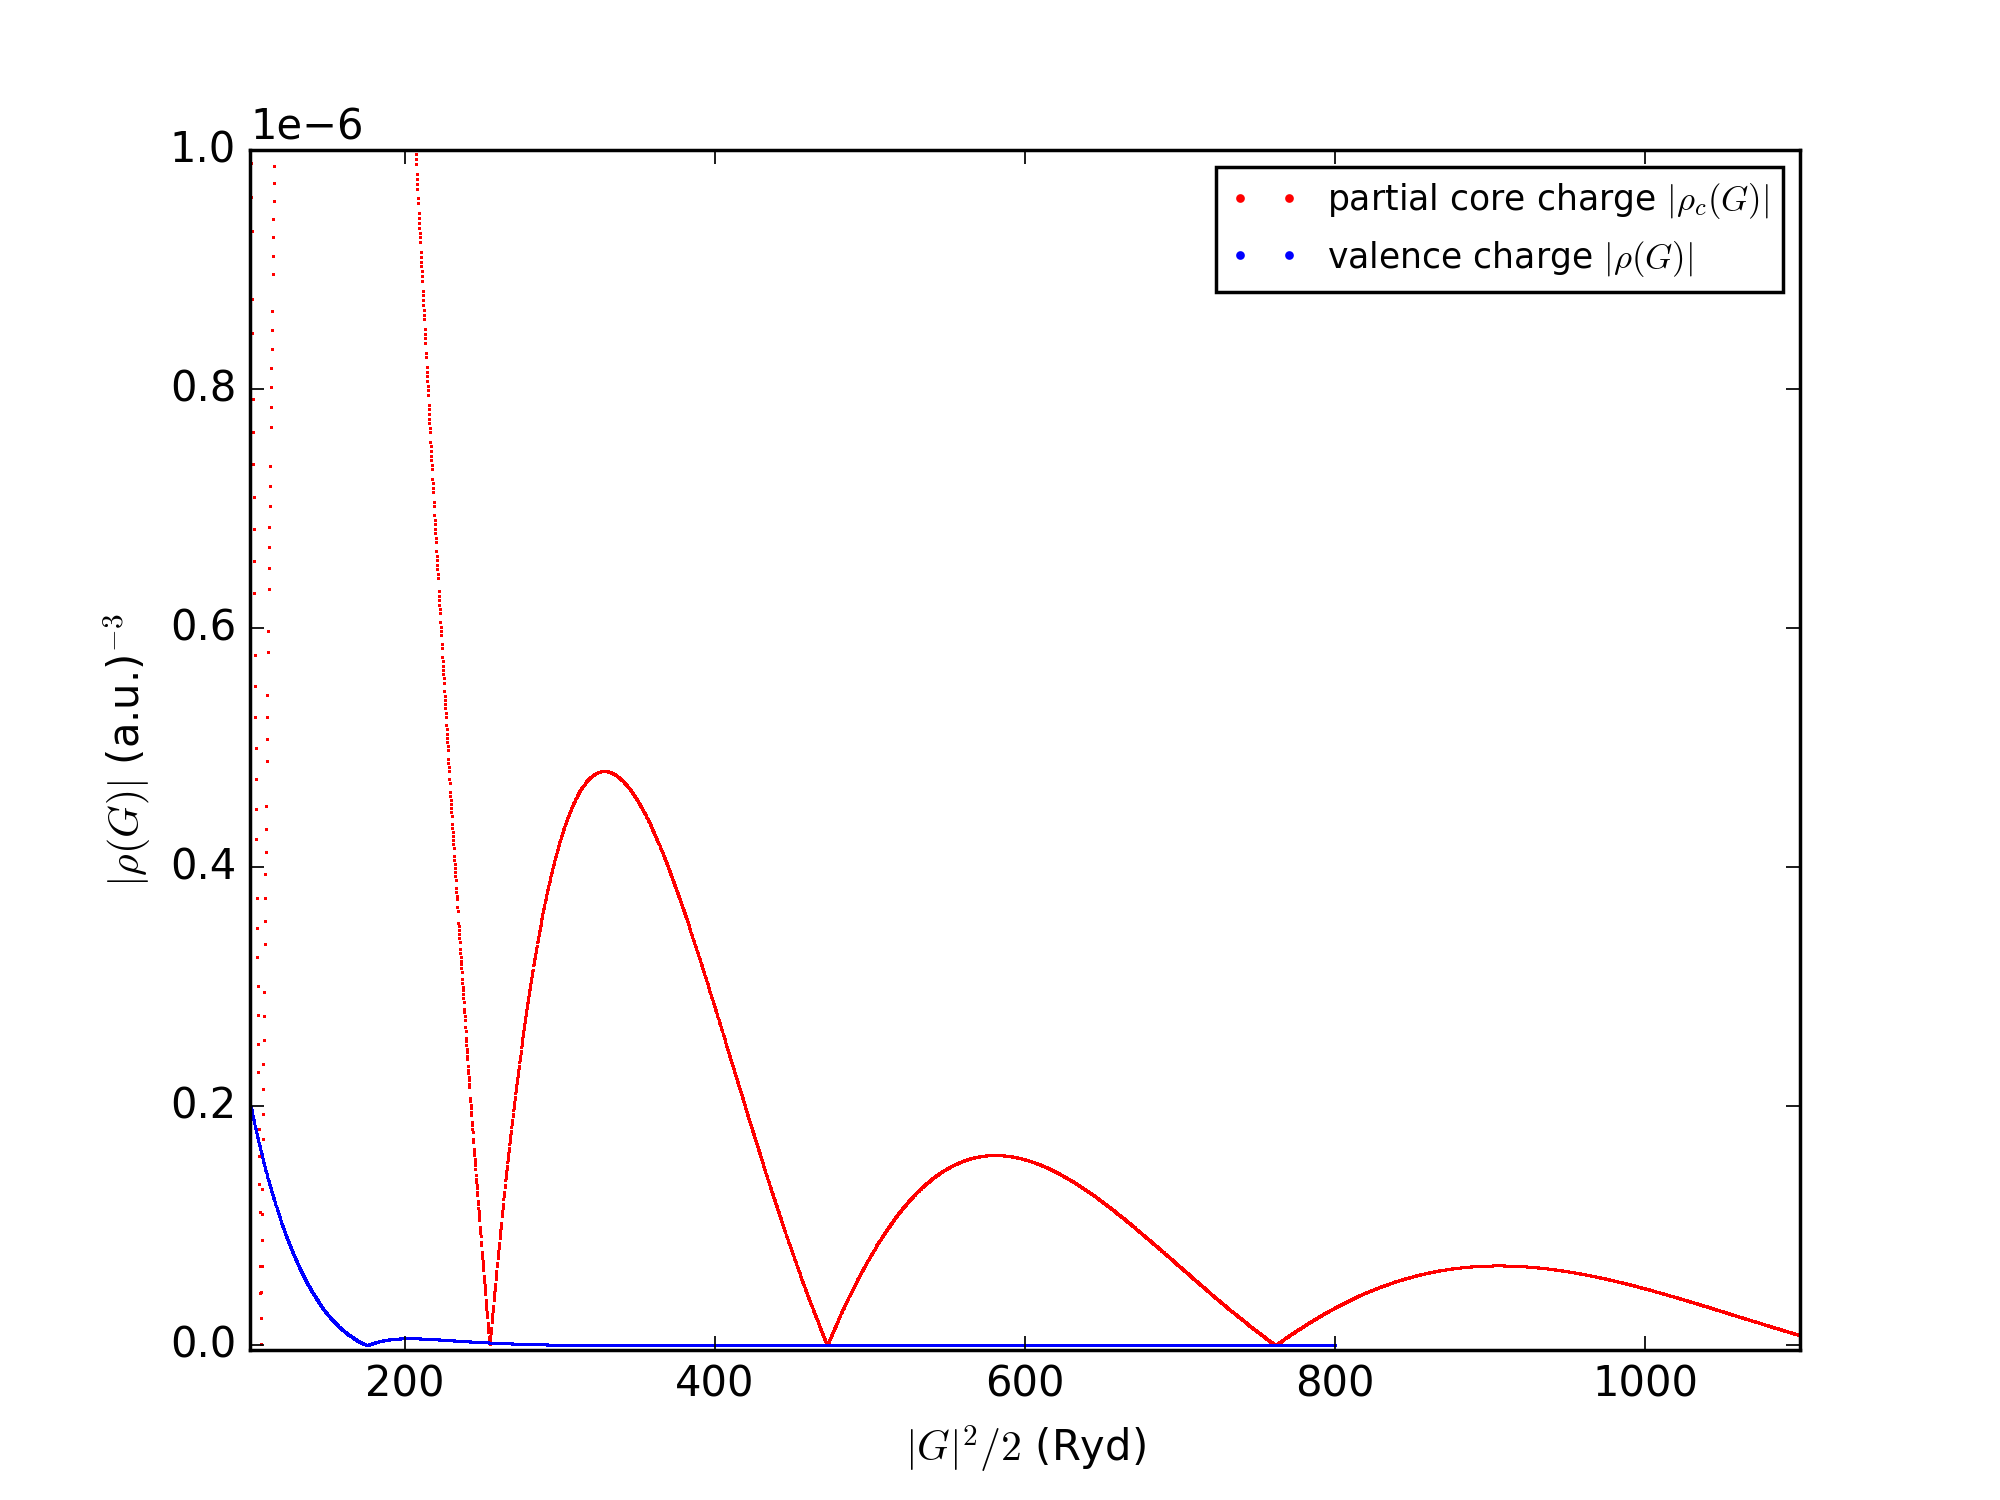 1e−6
1.0
0.8
0.6
0.4
0.2
0.0
200
400
600
800
1000
|G|²/2 (Ryd)
|ρ(G)| (a.u.)⁻³
partial core charge |ρ_c(G)|
valence charge |ρ(G)|